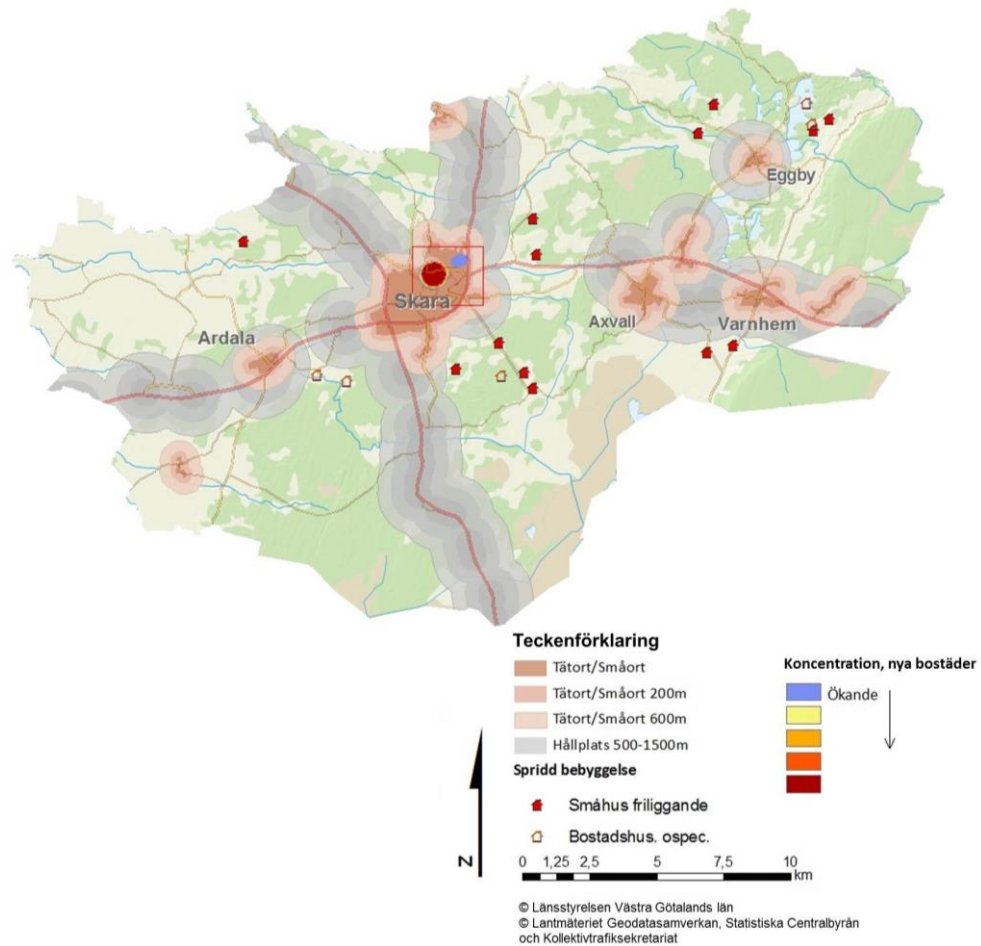 Eggby
Skara
Axvall
Varnhem
Ardala
Teckenförklaring
Tätort/Småort
Tätort/Småort 200m
Tätort/Småort 600m
Hållplats 500-1500m
Spridd bebyggelse
Småhus friliggande
Bostadshus. ospec.
Koncentration, nya bostäder
Ökande
N
0 1,25 2,5 5 7,5 10
km
© Länsstyrelsen Västra Götalands län
© Lantmäteriet Geodatasamverkan, Statistiska Centralbyrån
och Kollektivtrafiksekretariat